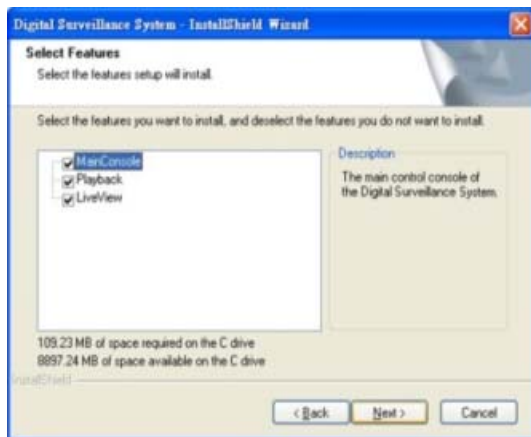 Digital Surveillance System - InstallShield Wizard
Select Features
Select the features setup will install.
Select the features you want to install, and deselect the features you do not want to install.
MainConsole
Playback
LiveView
Description
The main control console of
the Digital Surveillance System.
109.23 MB of space required on the C drive
8897.24 MB of space available on the C drive
InstallShield
< Back
Next >
Cancel